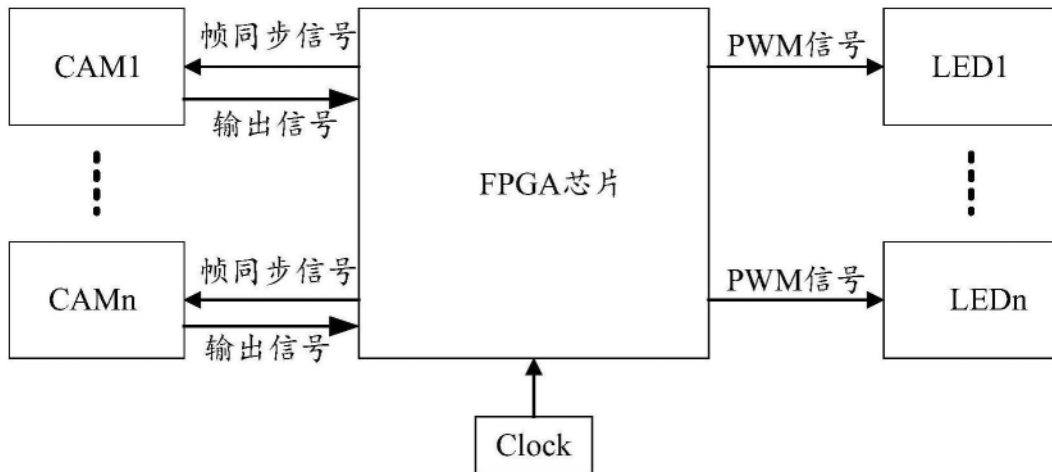 帧同步信号
PWM信号
CAM1
LED1
输出信号
FPGA芯片
帧同步信号
PWM信号
CAMn
LEDn
输出信号
Clock